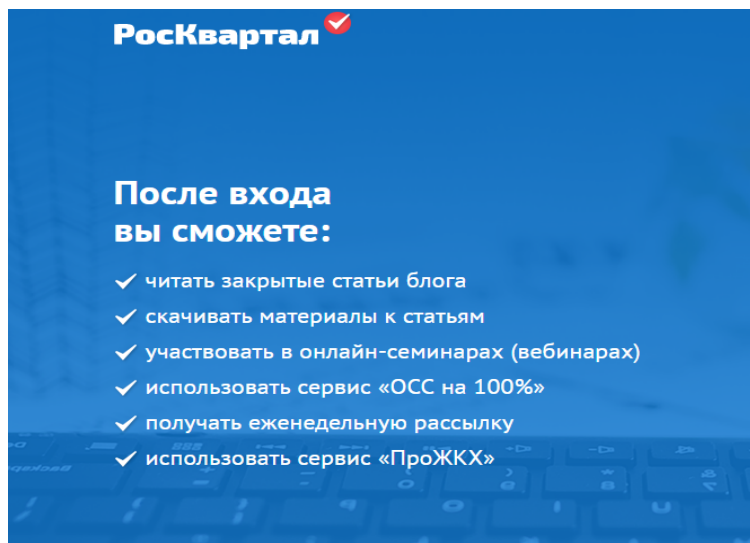 РосКвартал
После входа
вы сможете:
читать закрытые статьи блога
скачивать материалы к статьям
участвовать в онлайн-семинарах (вебинарах)
использовать сервис «ОСС на 100%»
получать еженедельную рассылку
использовать сервис «ПроЖКХ»